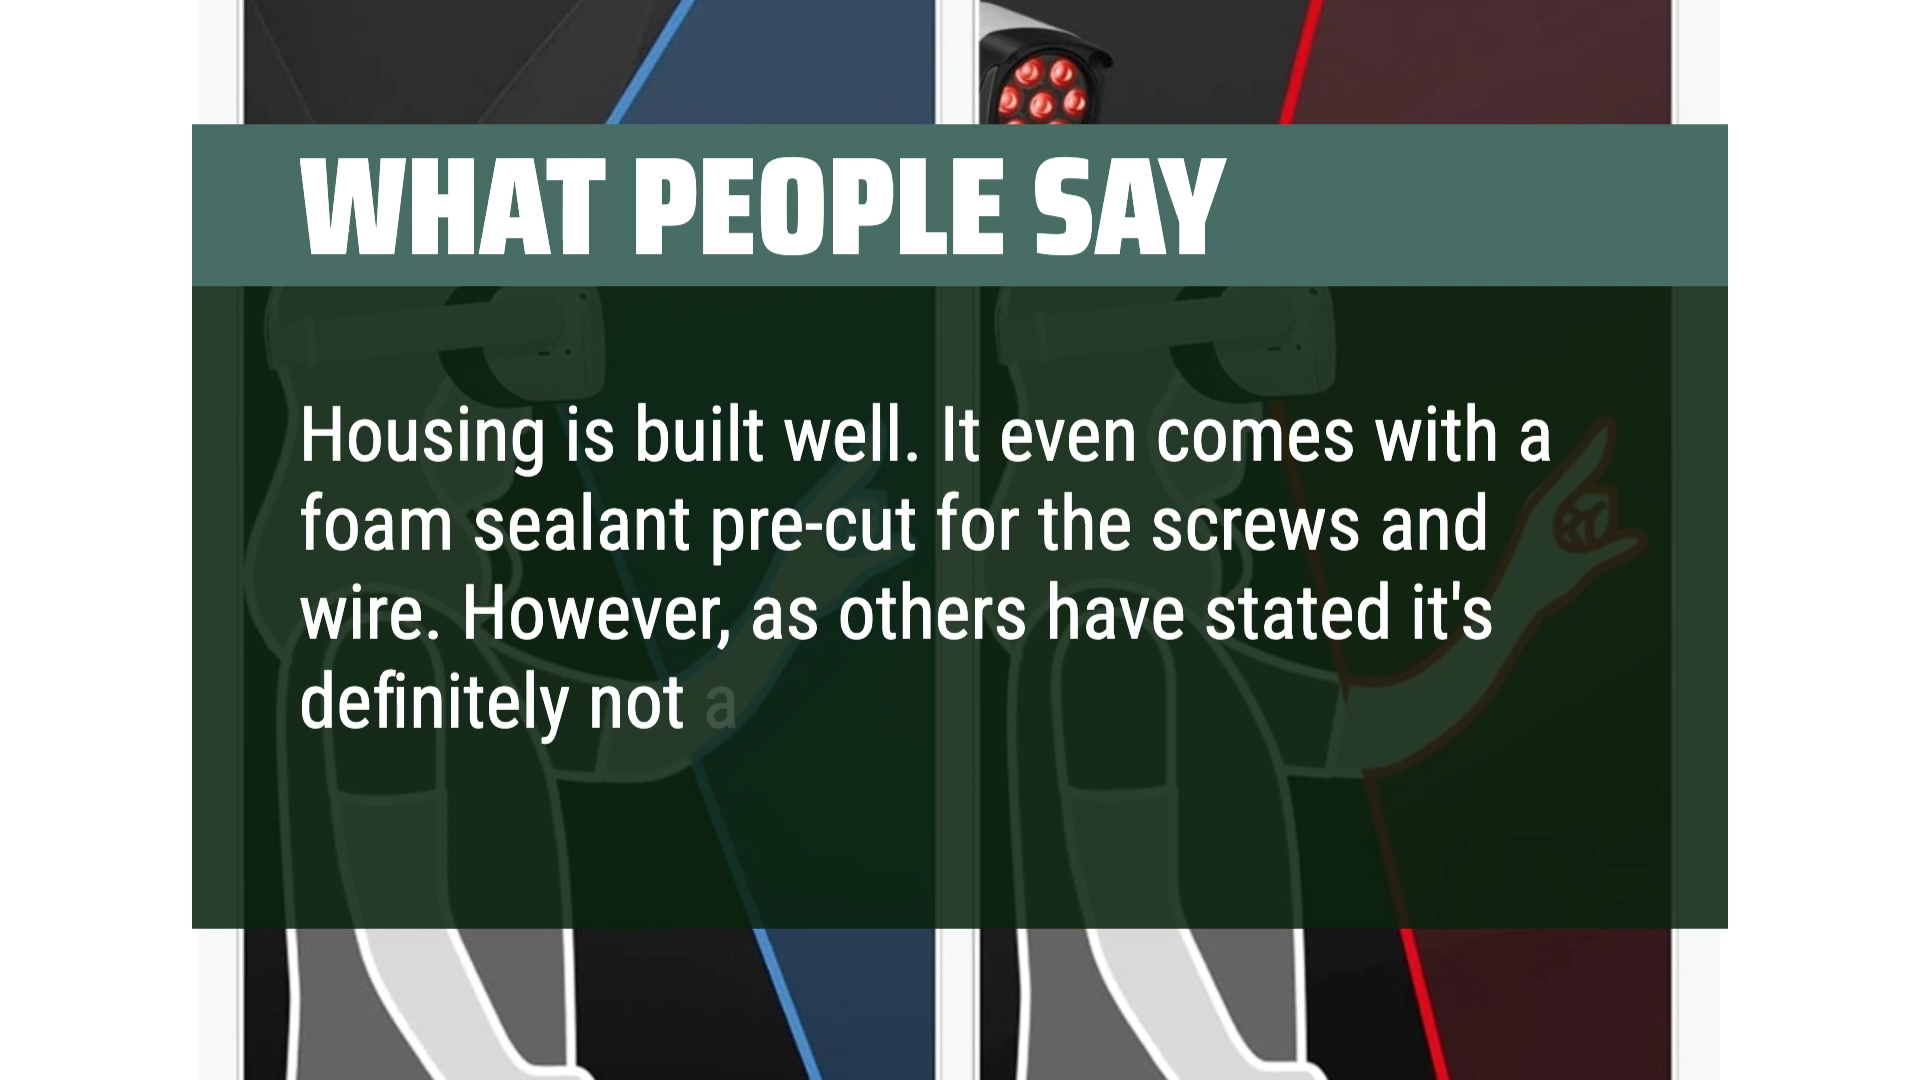 WHAT PEOPLE SAY
Housing is built well. It even comes with a
foam sealant pre-cut for the screws and
wire. However, as others have stated it's
definitely not a